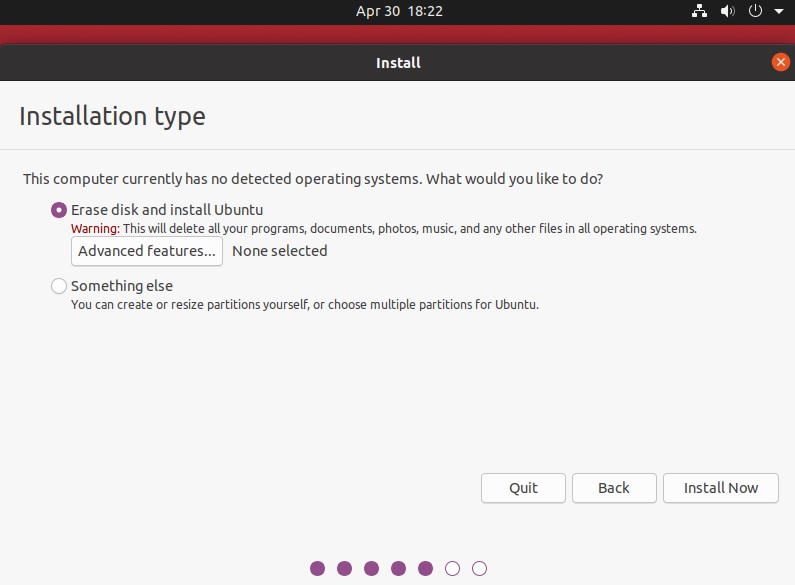 Apr 30 18:22
Install
Installation type
This computer currently has no detected operating systems. What would you like to do?
Erase disk and install Ubuntu
Warning: This will delete all your programs, documents, photos, music, and any other files in all operating systems.
Advanced features... None selected
Something else
You can create or resize partitions yourself, or choose multiple partitions for Ubuntu.
Quit Back Install Now